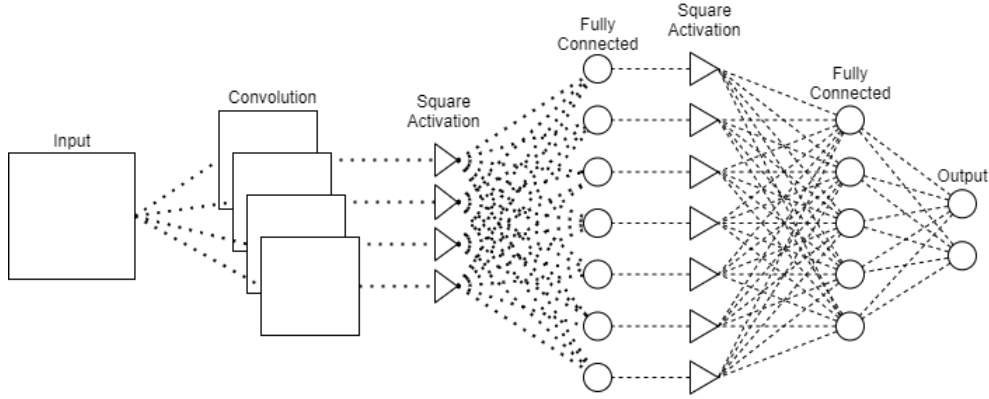 Input
Convolution
Square
Activation
Fully
Connected
Square
Activation
Fully
Connected
Output